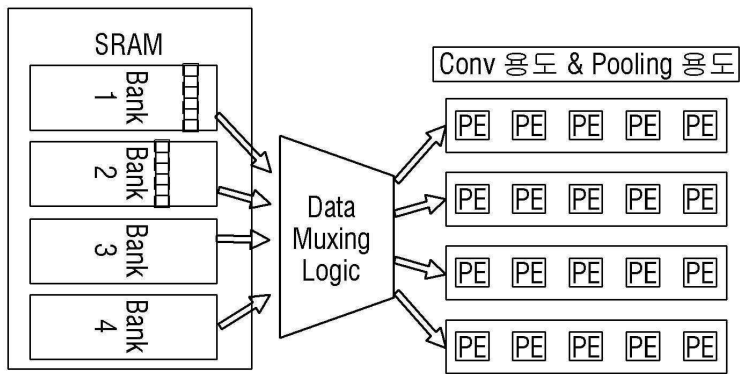 SRAM
Bank 1
Bank 2
Bank 3
Bank 4
Data
Muxing
Logic
Conv 용도 & Pooling 용도
PE PE PE PE PE
PE PE PE PE PE
PE PE PE PE PE
PE PE PE PE PE